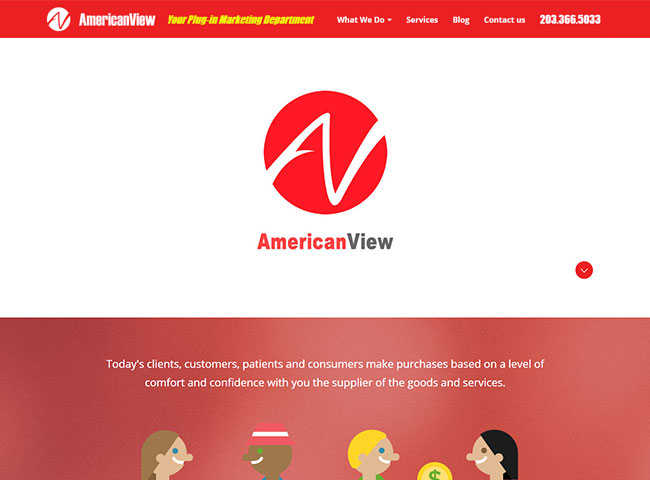 AmericanView Your Plug-in Marketing Department What We Do Services Blog Contact us 203.366.5033
AV
AmericanView
Today's clients, customers, patients and consumers make purchases based on a level of
comfort and confidence with you the supplier of the goods and services.
$